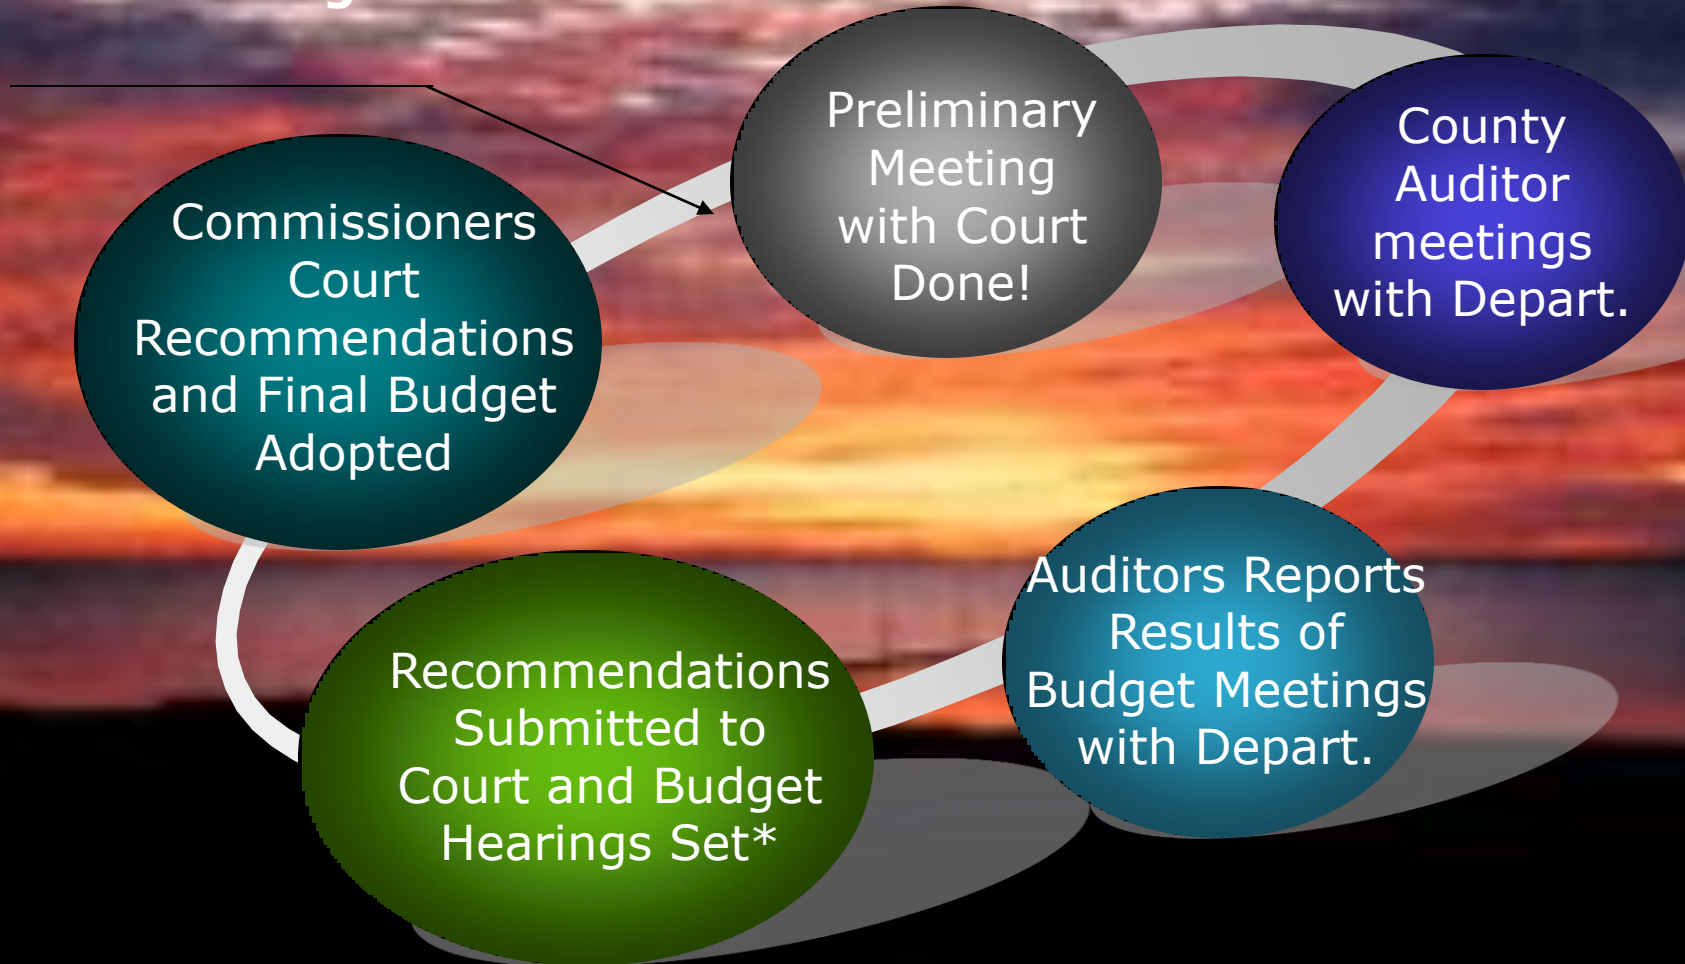 Preliminary
Meeting
with Court
Done!
County
Auditor
meetings
with Depart.
Auditors Reports
Results of
Budget Meetings
with Depart.
Recommendations
Submitted to
Court and Budget
Hearings Set*
Commissioners
Court
Recommendations
and Final Budget
Adopted